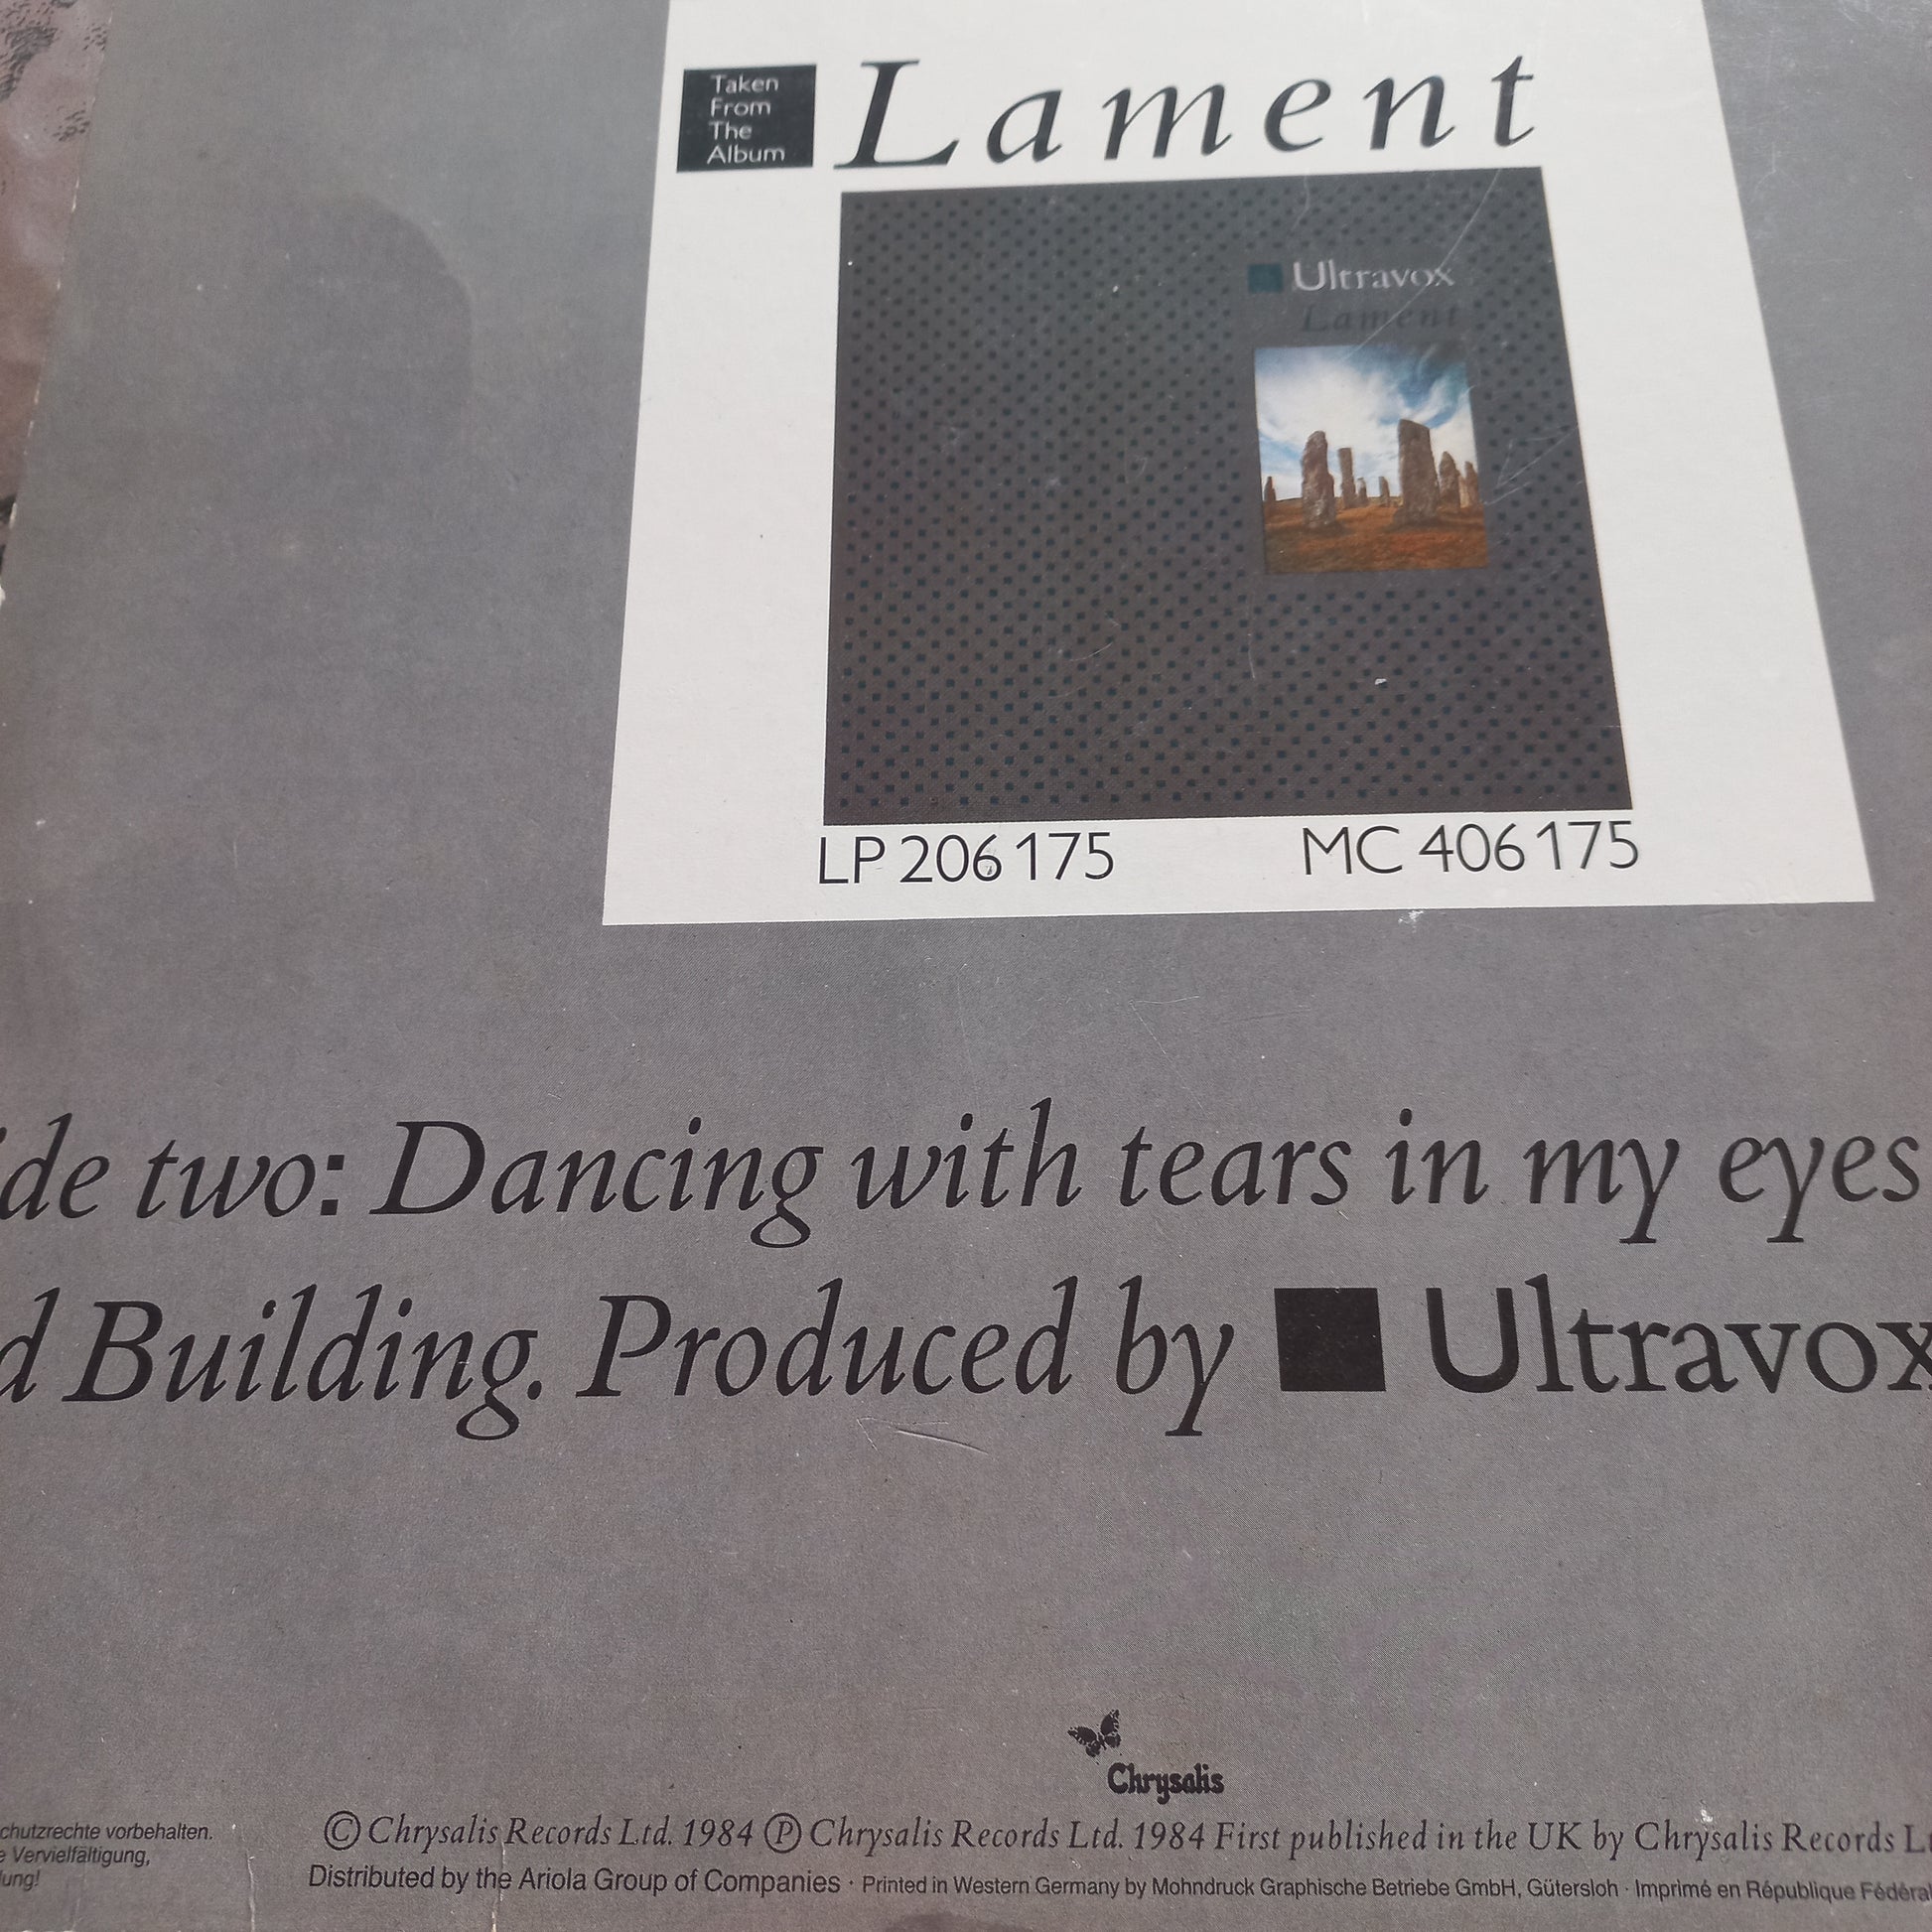 Taken
From
The
Album
Lament
Ultravox
Lament
LP 206 175 MC 406 175
ide two: Dancing with tears in my eyes
d Building. Produced by Ultravox
Chrysalis
chutzrechte vorbehalten.
e Vervielfältigung,
ung!
© Chrysalis Records Ltd. 1984 ℗ Chrysalis Records Ltd. 1984 First published in the UK by Chrysalis Records L
Distributed by the Ariola Group of Companies · Printed in Western Germany by Mohndruck Graphische Betriebe GmbH, Gütersloh · Imprimé en République Fédéral